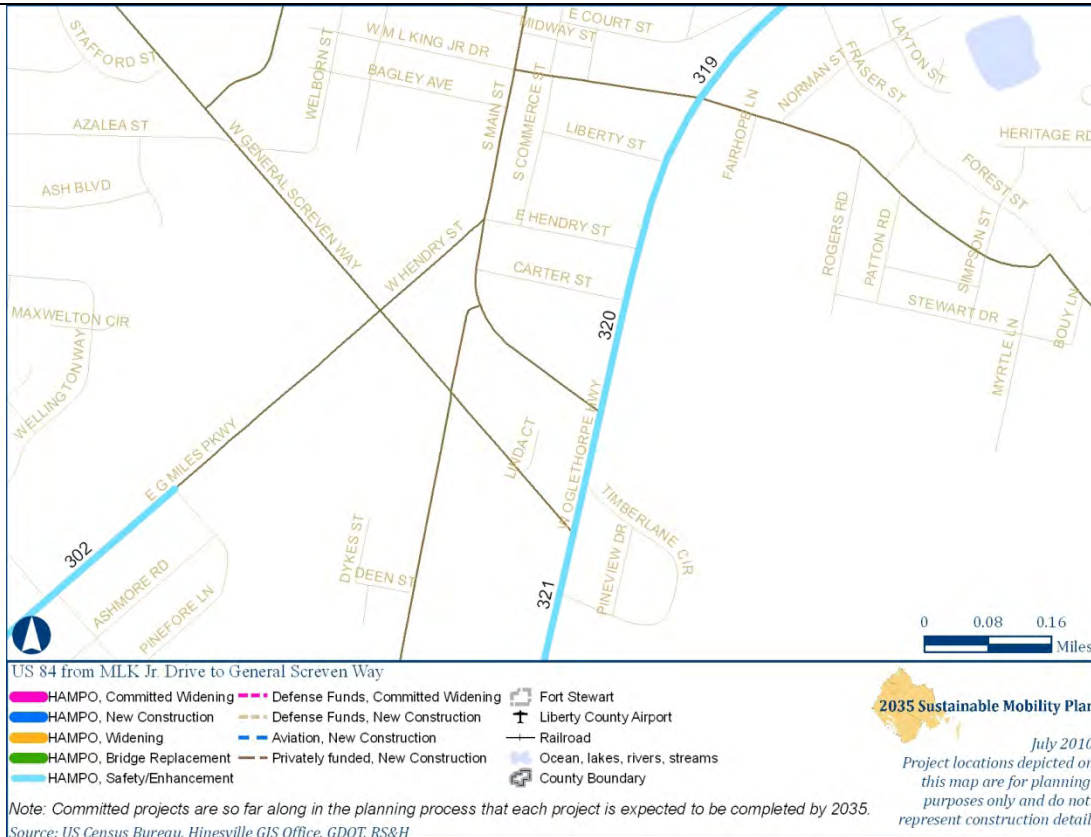 E COURT ST
STAFFORD ST
W M L KING JR DR
MIDWAY ST
LAYTON ST
FRASER ST
WELBORN ST
BAGLEY AVE
S MAIN ST
S COMMERCE ST
319
NORMAN ST
AZALEA ST
LIBERTY ST
FAIRHOPE LN
HERITAGE RD
FOREST ST
ASH BLVD
W GENERAL SCREVEN WAY
W HENDRY ST
E HENDRY ST
ROGERS RD
PATTON RD
SIMPSON ST
CARTER ST
STEWART DR
BOUY LN
MAXWELTON CIR
320
MYRTLE LN
WELLINGTON WAY
E G MILES PKWY
LINDA CT
W OGLETHORPE HWY
302
TIMBERLANE CIR
DYKES ST
DEEN ST
PINEVIEW DR
321
ASHMORE RD
PINEFORE LN
0 0.08 0.16
Miles
US 84 from MLK Jr. Drive to General Screven Way
HAMPO, Committed Widening
HAMPO, New Construction
HAMPO, Widening
HAMPO, Bridge Replacement
HAMPO, Safety/Enhancement
Defense Funds, Committed Widening
Defense Funds, New Construction
Aviation, New Construction
Privately funded, New Construction
Fort Stewart
Liberty County Airport
Railroad
Ocean, lakes, rivers, streams
County Boundary
2035 Sustainable Mobility Plan
July 2010
Project locations depicted on
this map are for planning
purposes only and do not
represent construction detail
Note: Committed projects are so far along in the planning process that each project is expected to be completed by 2035.
Source: US Census Bureau, Hinesville GIS Office, GDOT, RS&H